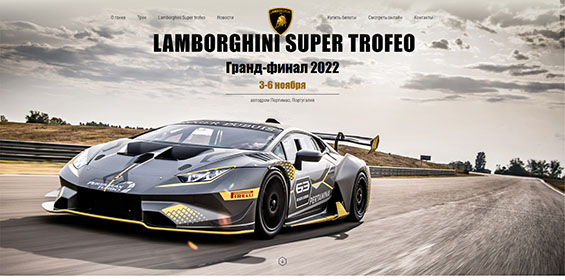 О гонке
Трек
Lamborghini Super trofeo
Новости
Купить билеты
Смотреть онлайн
Контакты
LAMBORGHINI SUPER TROFEO
Гранд-финал 2022
3-6 ноября
автодром Портимао, Португалия
63
PIRELLI